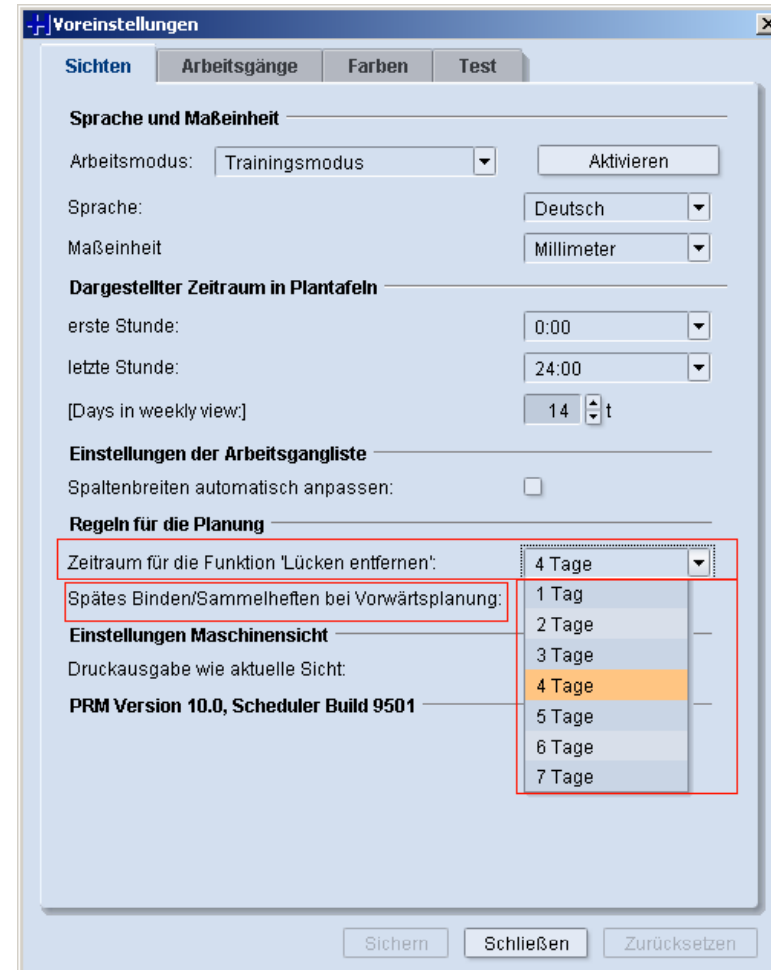 Voreinstellungen
Sichten Arbeitsgänge Farben Test
Sprache und Maßeinheit
Arbeitsmodus: Trainingsmodus Aktivieren
Sprache: Deutsch
Maßeinheit Millimeter
Dargestellter Zeitraum in Plantafeln
erste Stunde: 0:00
letzte Stunde: 24:00
[Days in weekly view:] 14 t
Einstellungen der Arbeitsgangliste
Spaltenbreiten automatisch anpassen:
Regeln für die Planung
Zeitraum für die Funktion 'Lücken entfernen': 4 Tage
Spätes Binden/Sammelheften bei Vorwärtsplanung: 1 Tag
2 Tage
Einstellungen Maschinensicht
3 Tage
Druckausgabe wie aktuelle Sicht:
4 Tage
PRM Version 10.0, Scheduler Build 9501
5 Tage
6 Tage
7 Tage
Sichern Schließen Zurücksetzen